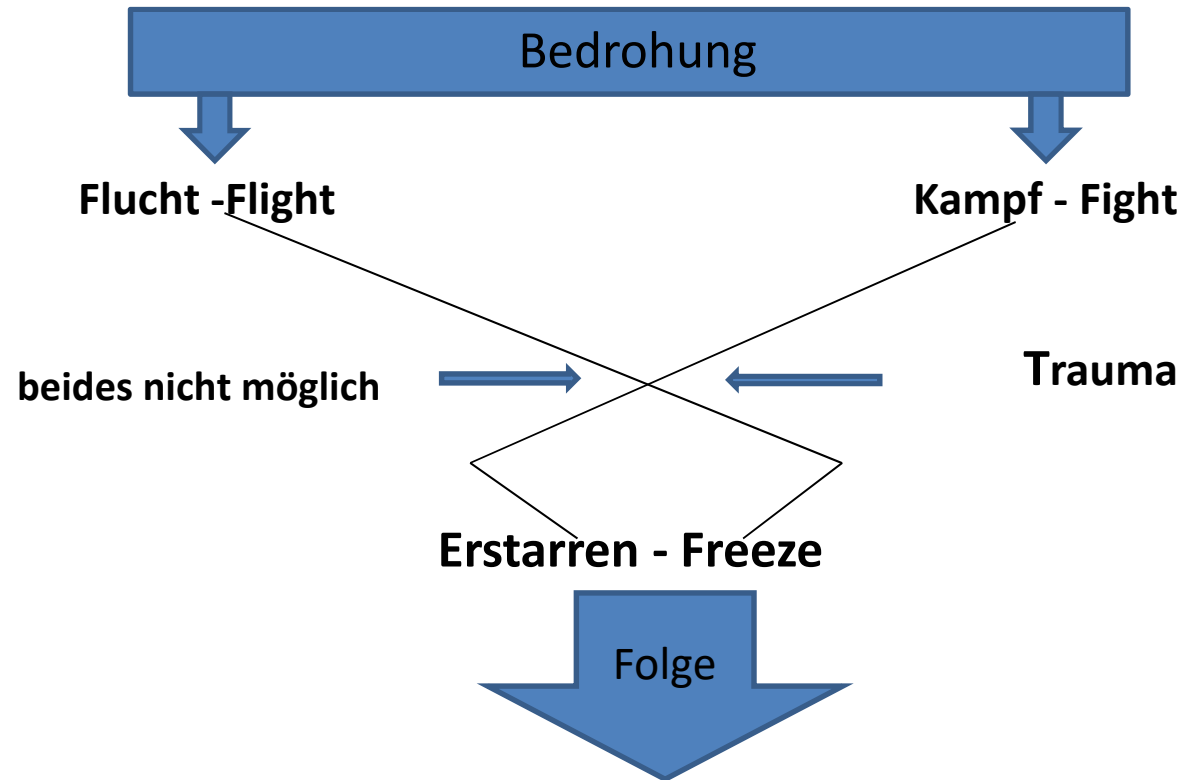 Bedrohung
Flucht -Flight
Kampf - Fight
beides nicht möglich
Trauma
Erstarren - Freeze
Folge